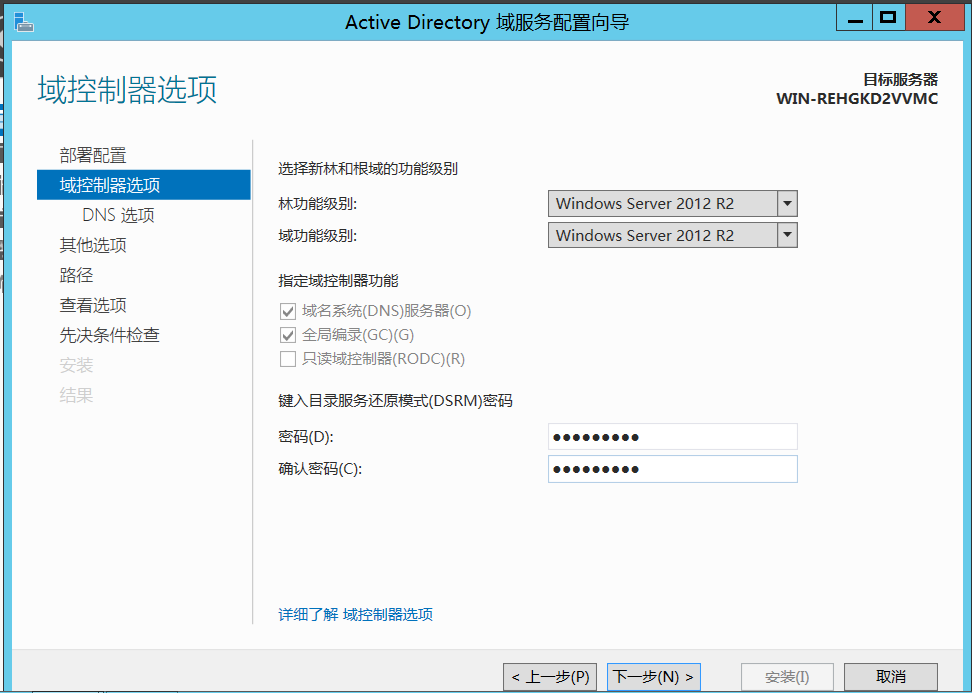 Active Directory 域服务配置向导
域控制器选项
目标服务器
WIN-REHGKD2VVMC
部署配置
域控制器选项
DNS 选项
其他选项
路径
查看选项
先决条件检查
安装
结果
选择新林和根域的功能级别
林功能级别: Windows Server 2012 R2
域功能级别: Windows Server 2012 R2
指定域控制器功能
域名系统(DNS)服务器(O)
全局编录(GC)(G)
只读域控制器(RODC)(R)
键入目录服务还原模式(DSRM)密码
密码(D): ●●●●●●●●●
确认密码(C): ●●●●●●●●●
详细了解 域控制器选项
< 上一步(P) 下一步(N) > 安装(I) 取消